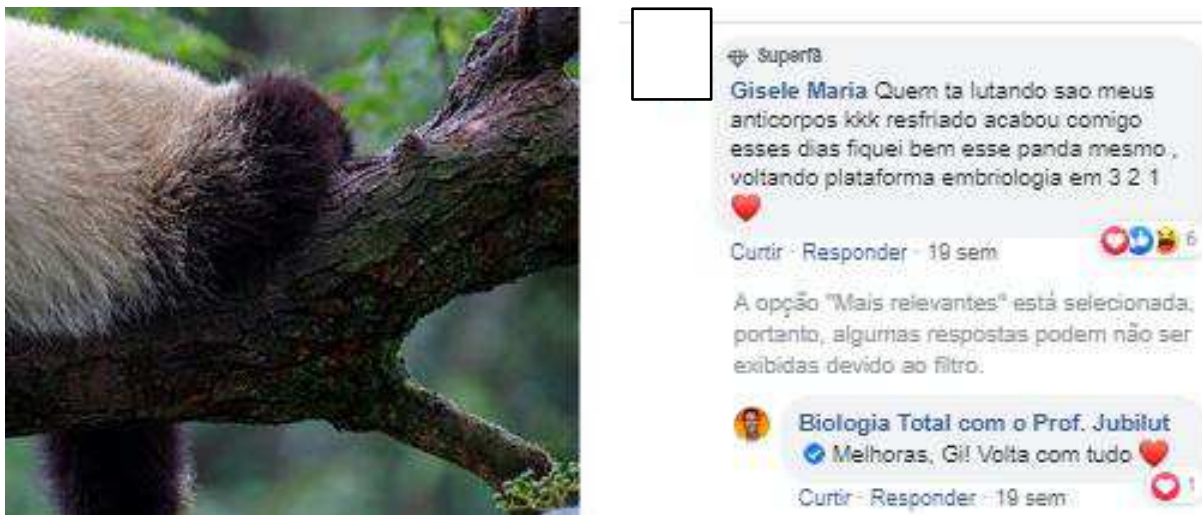 Superfã
Gisele Maria Quem ta lutando sao meus
anticorpos kkk resfriado acabou comigo
esses dias fiquei bem esse panda mesmo ,
voltando plataforma embriologia em 3 2 1
❤️
Curtir · Responder · 19 sem
6
A opção "Mais relevantes" está selecionada,
portanto, algumas respostas podem não ser
exibidas devido ao filtro.
Biologia Total com o Prof. Jubilut
Melhoras, Gi! Volta com tudo ❤️
Curtir · Responder · 19 sem
1